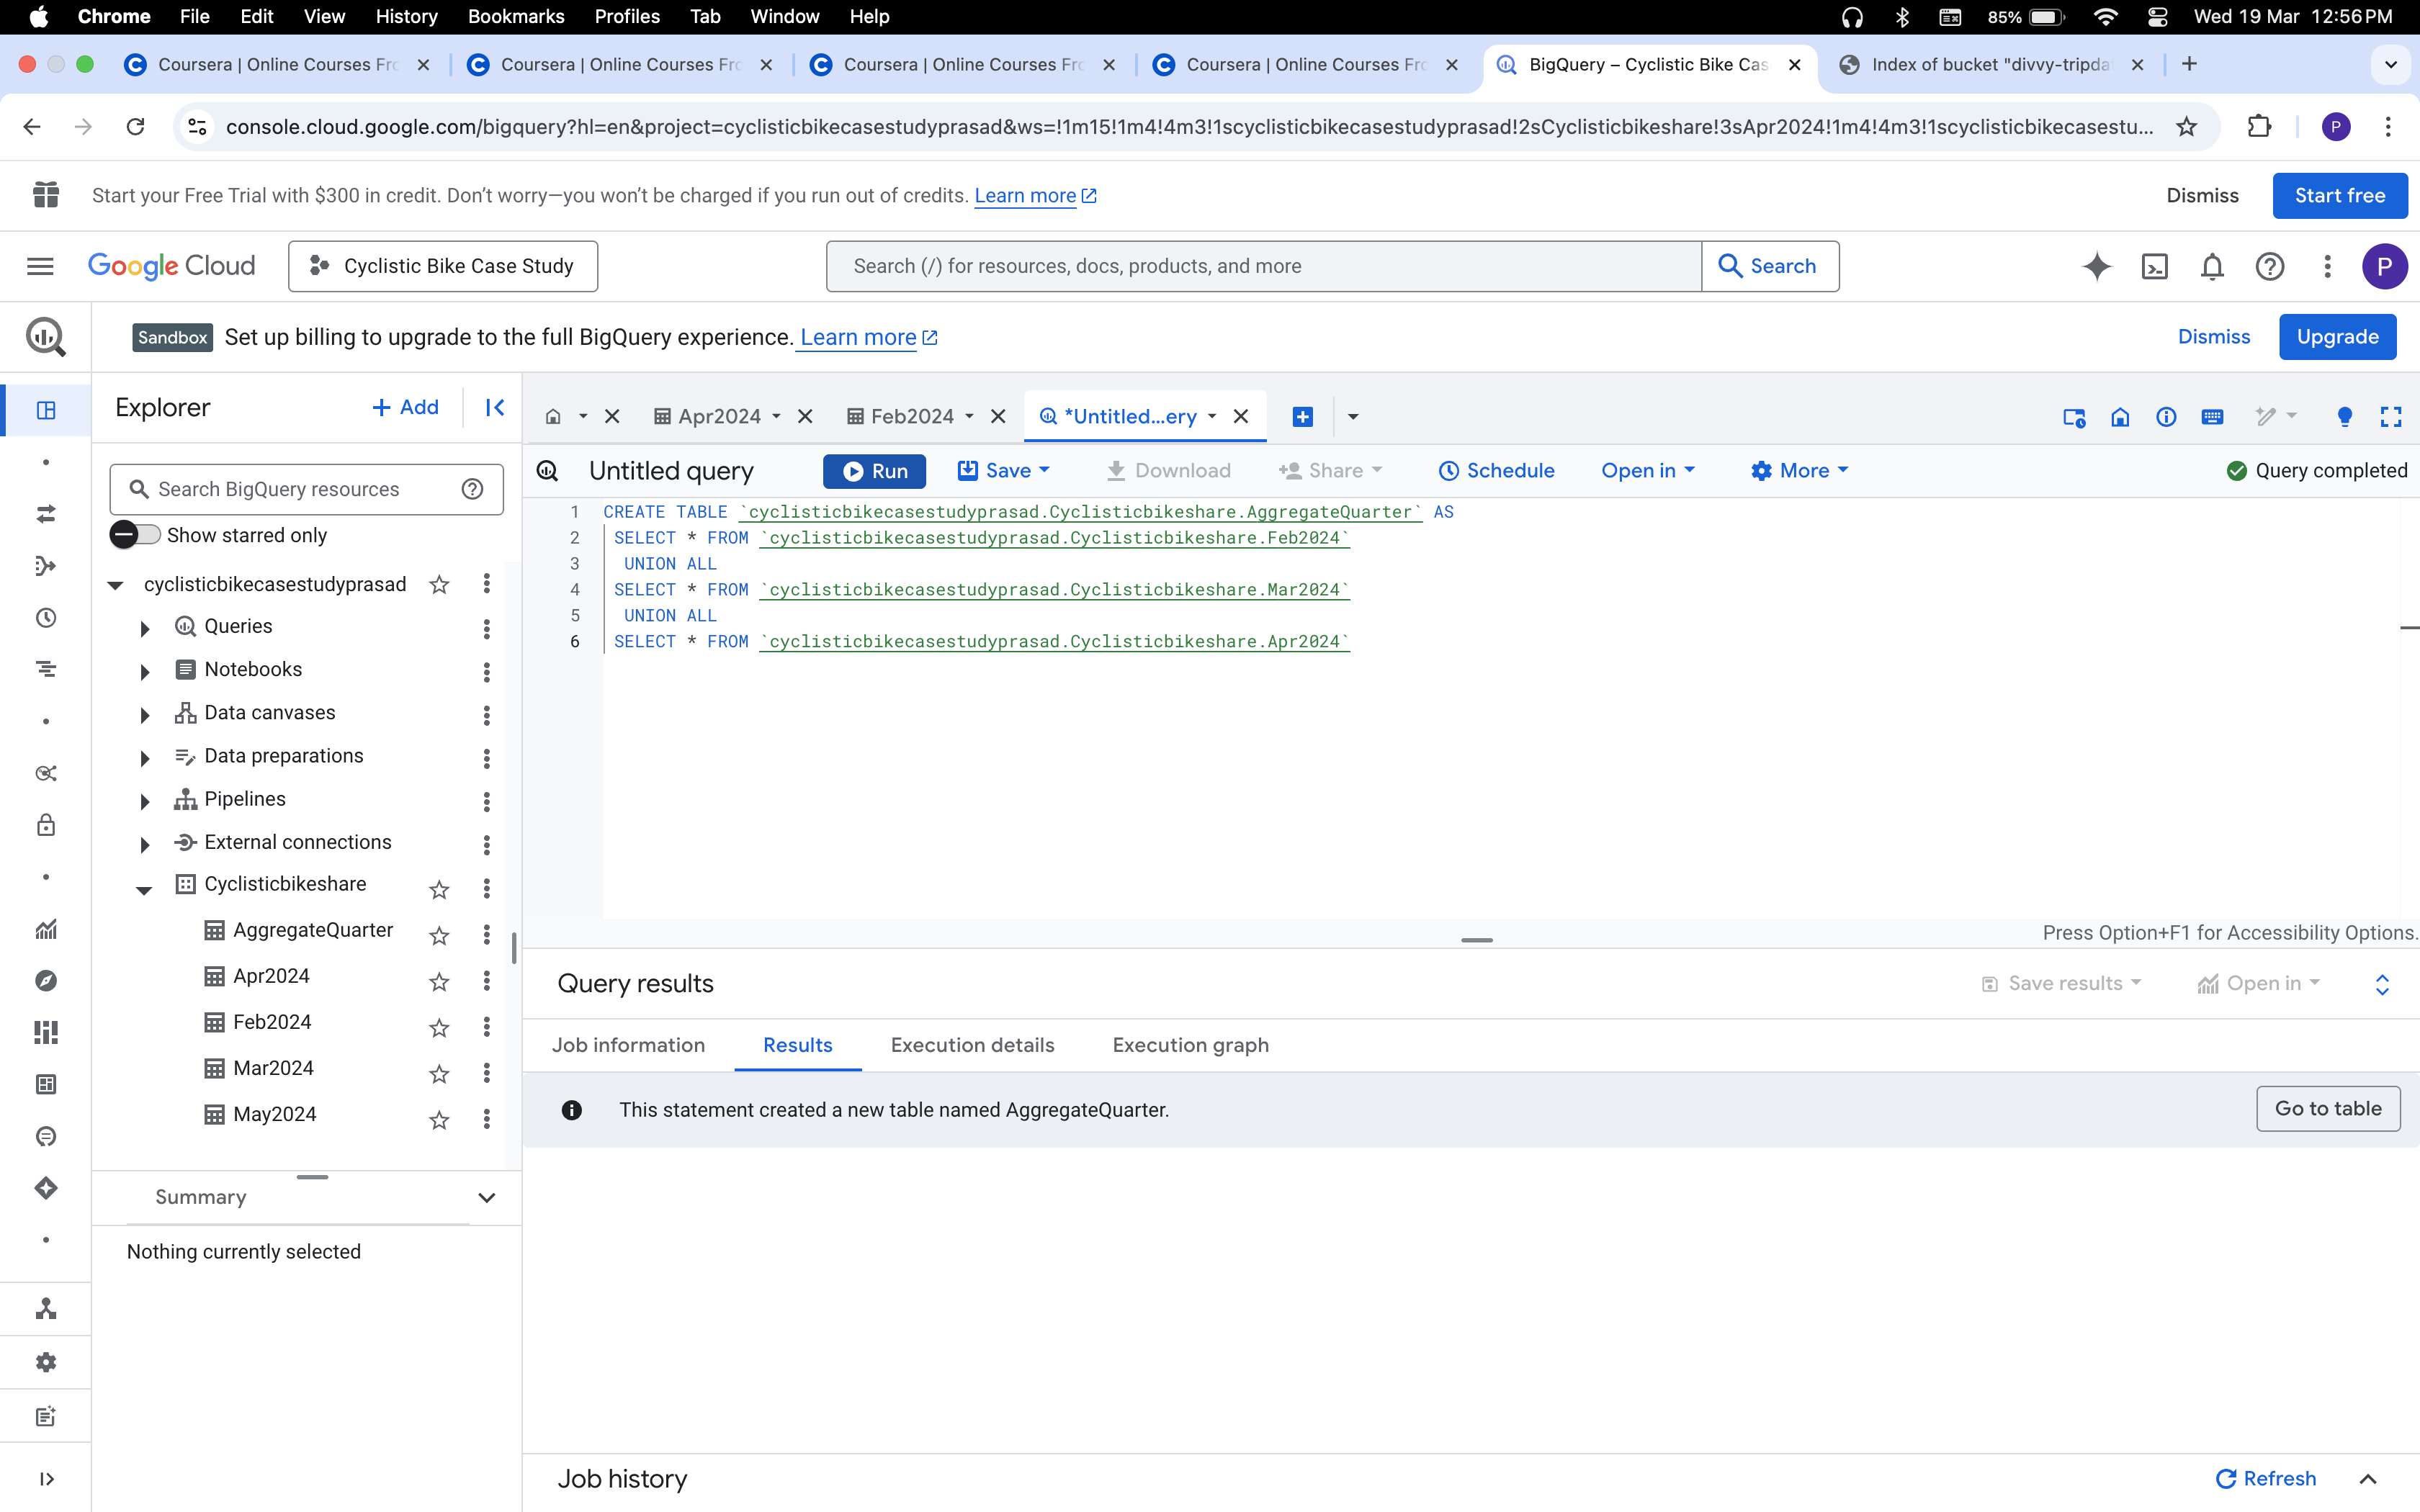 Chrome File Edit View History Bookmarks Profiles Tab Window Help 85% Wed 19 Mar 12:56 PM
Coursera | Online Courses Fro Coursera | Online Courses Fro Coursera | Online Courses Fro Coursera | Online Courses Fro BigQuery – Cyclistic Bike Cas Index of bucket "divvy-tripda
console.cloud.google.com/bigquery?hl=en&project=cyclisticbikecasestudyprasad&ws=!1m15!1m4!4m3!1scyclisticbikecasestudyprasad!2sCyclisticbikeshare!3sApr2024!1m4!4m3!1scyclisticbikecasestu... P
Start your Free Trial with $300 in credit. Don't worry—you won't be charged if you run out of credits. Learn more Dismiss Start free
Google Cloud Cyclistic Bike Case Study Search (/) for resources, docs, products, and more Search P
Sandbox Set up billing to upgrade to the full BigQuery experience. Learn more Dismiss Upgrade
Explorer + Add Apr2024 Feb2024 *Untitled...ery
Search BigQuery resources
Untitled query Run Save Download Share Schedule Open in More Query completed
Show starred only
cyclisticbikecasestudyprasad
Queries
Notebooks
Data canvases
Data preparations
Pipelines
External connections
Cyclisticbikeshare
AggregateQuarter
Apr2024
Feb2024
Mar2024
May2024
Summary
Nothing currently selected
1 CREATE TABLE `cyclisticbikecasestudyprasad.Cyclisticbikeshare.AggregateQuarter` AS
2 SELECT * FROM `cyclisticbikecasestudyprasad.Cyclisticbikeshare.Feb2024`
3 UNION ALL
4 SELECT * FROM `cyclisticbikecasestudyprasad.Cyclisticbikeshare.Mar2024`
5 UNION ALL
6 SELECT * FROM `cyclisticbikecasestudyprasad.Cyclisticbikeshare.Apr2024`
Press Option+F1 for Accessibility Options.
Query results Save results Open in
Job information Results Execution details Execution graph
This statement created a new table named AggregateQuarter. Go to table
Job history Refresh